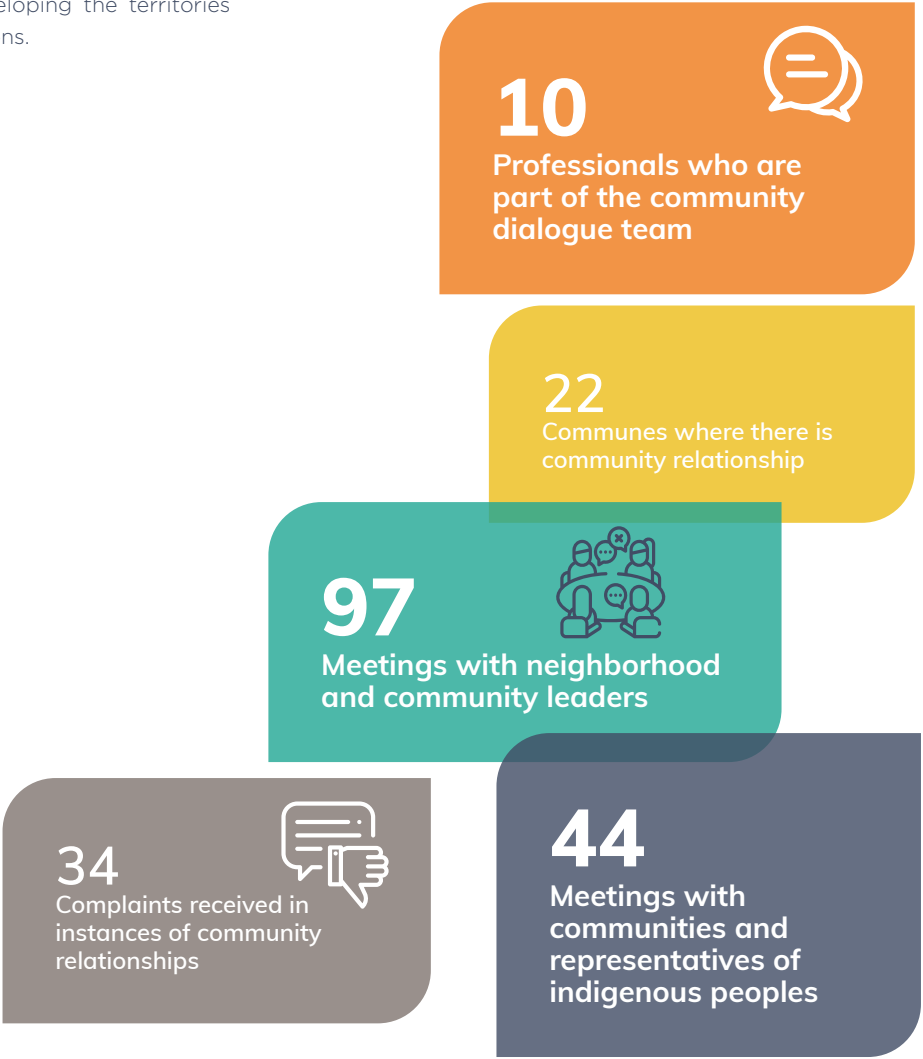 the territories
10
Professionals who are
part of the community
dialogue team
22
Communes where there is
community relationship
97
Meetings with neighborhood
and community leaders
34
Complaints received in
instances of community
relationships
44
Meetings with
communities and
representatives of
indigenous peoples